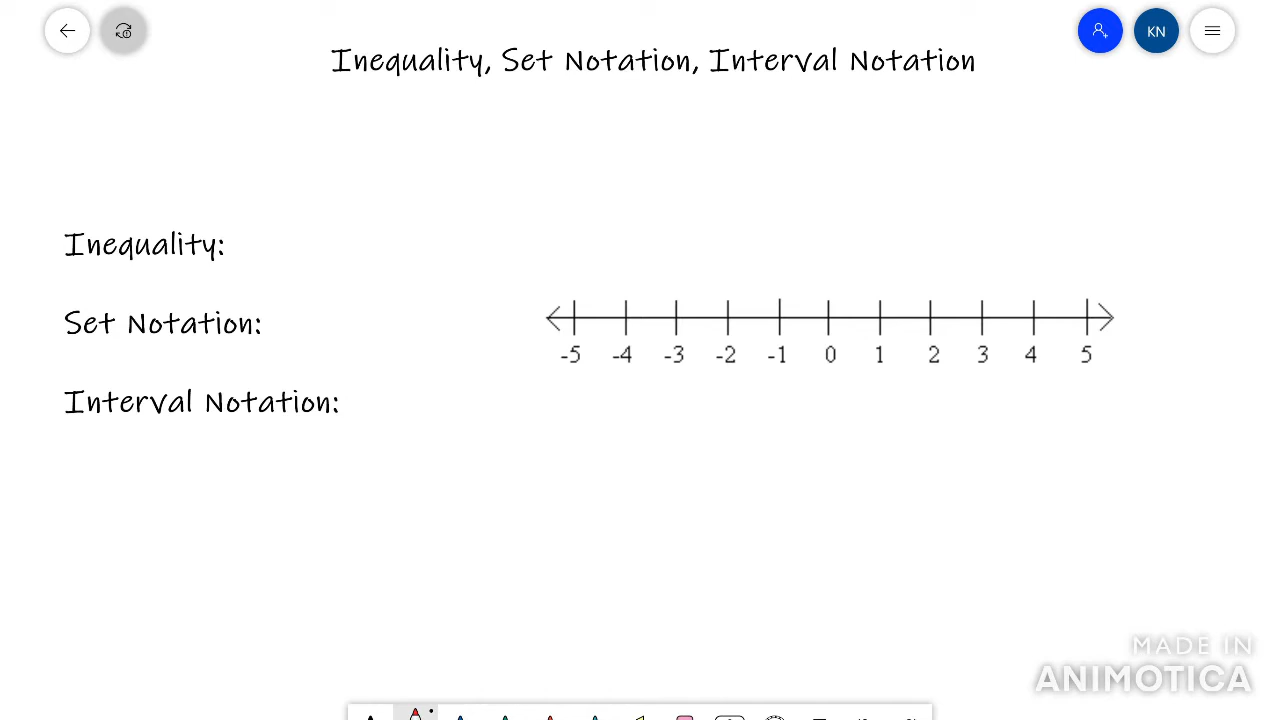 KN
Inequality, Set Notation, Interval Notation
Inequality:
Set Notation:
-5 -4 -3 -2 -1 0 1 2 3 4 5
Interval Notation:
MADE IN
ANIMOTICA